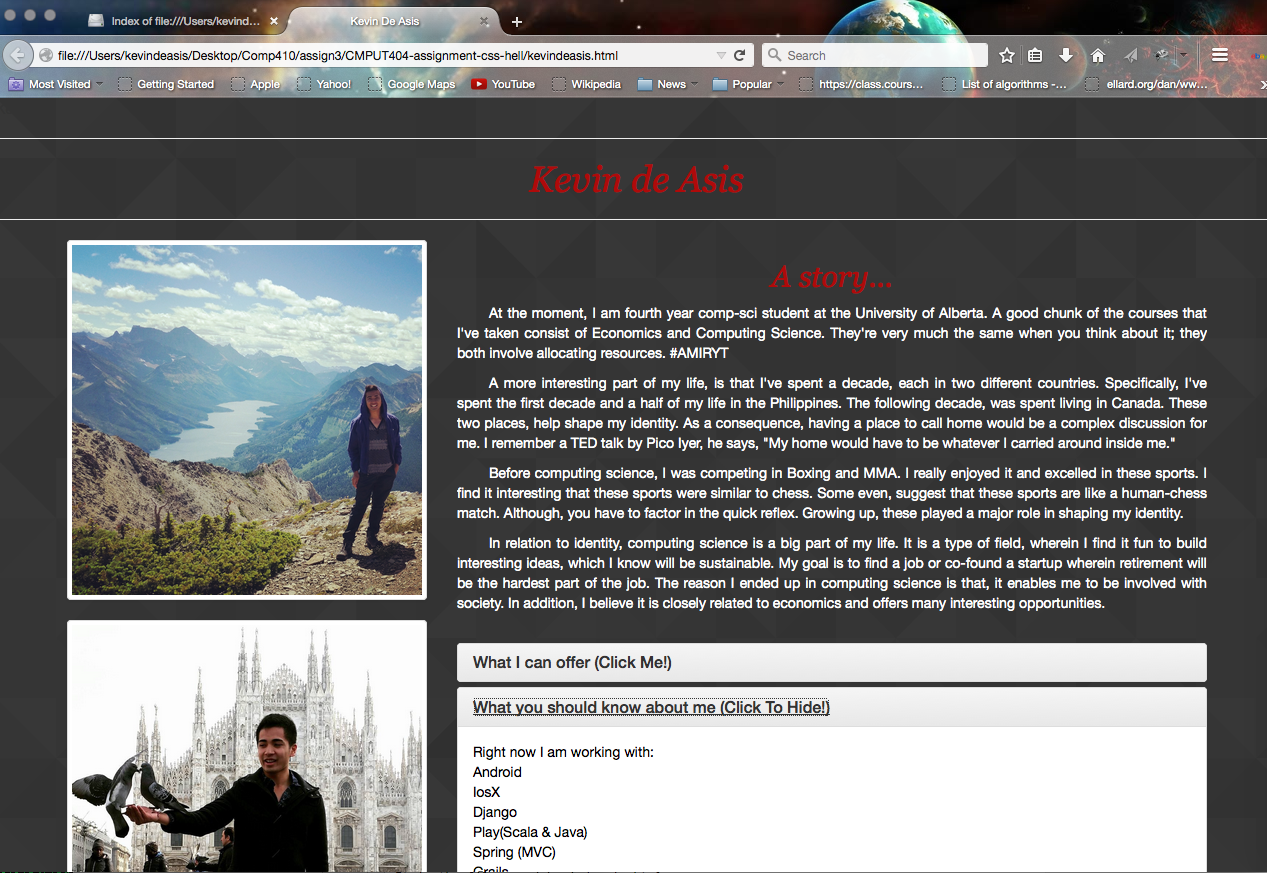 Index of file:///Users/kevind...
Kevin De Asis
file:///Users/kevindeasis/Desktop/Comp410/assign3/CMPUT404-assignment-css-hell/kevindeasis.html
Search
Most Visited
Getting Started
Apple
Yahoo!
Google Maps
YouTube
Wikipedia
News
Popular
https://class.cours...
List of algorithms -...
ellard.org/dan/ww...
Kevin de Asis
A story...
At the moment, I am fourth year comp-sci student at the University of Alberta. A good chunk of the courses that
I've taken consist of Economics and Computing Science. They're very much the same when you think about it; they
both involve allocating resources. #AMIRYT
A more interesting part of my life, is that I've spent a decade, each in two different countries. Specifically, I've
spent the first decade and a half of my life in the Philippines. The following decade, was spent living in Canada. These
two places, help shape my identity. As a consequence, having a place to call home would be a complex discussion for
me. I remember a TED talk by Pico Iyer, he says, "My home would have to be whatever I carried around inside me."
Before computing science, I was competing in Boxing and MMA. I really enjoyed it and excelled in these sports. I
find it interesting that these sports were similar to chess. Some even, suggest that these sports are like a human-chess
match. Although, you have to factor in the quick reflex. Growing up, these played a major role in shaping my identity.
In relation to identity, computing science is a big part of my life. It is a type of field, wherein I find it fun to build
interesting ideas, which I know will be sustainable. My goal is to find a job or co-found a startup wherein retirement will
be the hardest part of the job. The reason I ended up in computing science is that, it enables me to be involved with
society. In addition, I believe it is closely related to economics and offers many interesting opportunities.
What I can offer (Click Me!)
What you should know about me (Click To Hide!)
Right now I am working with:
Android
IosX
Django
Play(Scala & Java)
Spring (MVC)
Grails